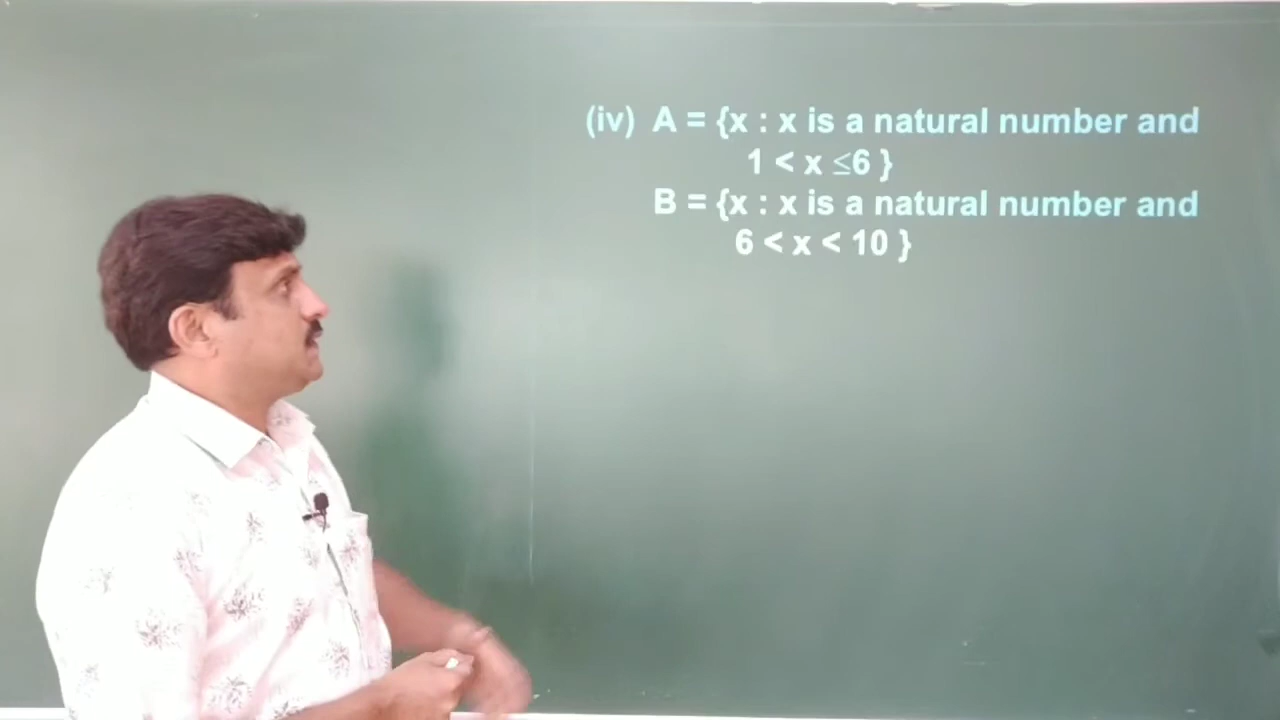 (iv) A = {x : x is a natural number and
1 < x ≤6 }
B = {x : x is a natural number and
6 < x < 10 }